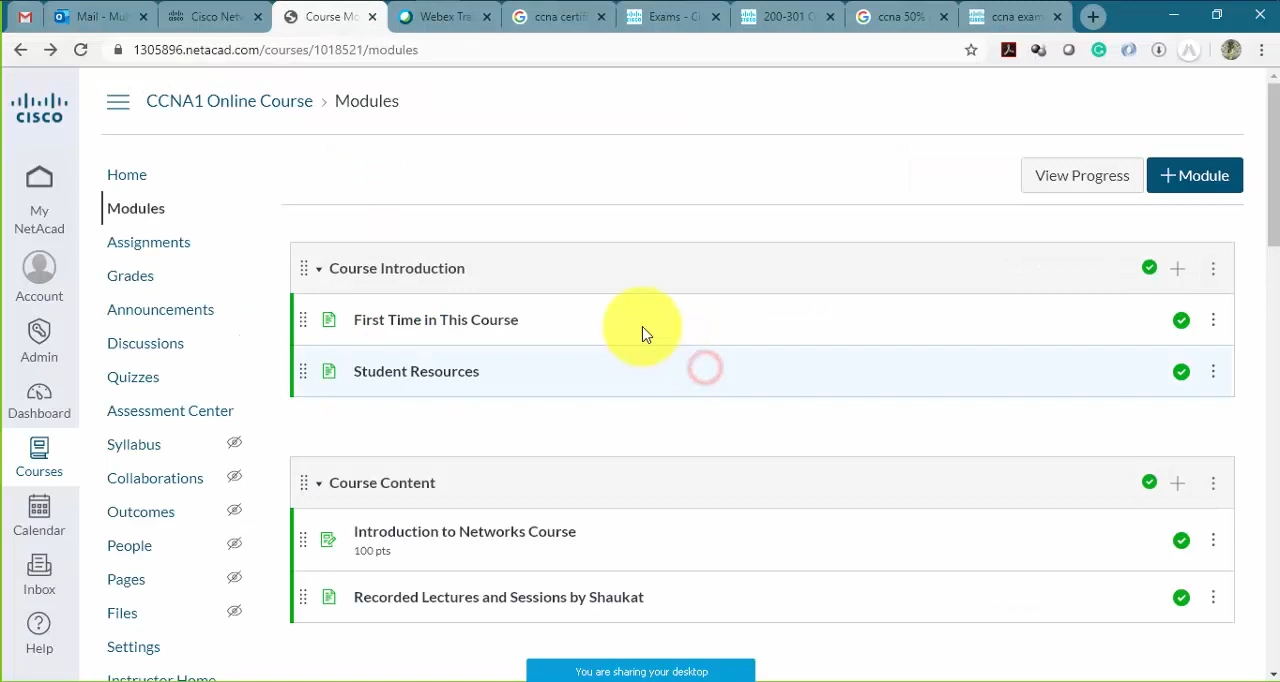 Mail - Mu
Cisco Net
Course Mo
Webex Tra
ccna certif
Exams - Ci
200-301 C
ccna 50%
ccna exam
1305896.netacad.com/courses/1018521/modules
CISCO
CCNA1 Online Course › Modules
My
NetAcad
Account
Admin
Dashboard
Courses
Calendar
Inbox
Help
Home
Modules
Assignments
Grades
Announcements
Discussions
Quizzes
Assessment Center
Syllabus
Collaborations
Outcomes
People
Pages
Files
Settings
Instructor Home
View Progress
+ Module
Course Introduction
First Time in This Course
Student Resources
Course Content
Introduction to Networks Course
100 pts
Recorded Lectures and Sessions by Shaukat
You are sharing your desktop